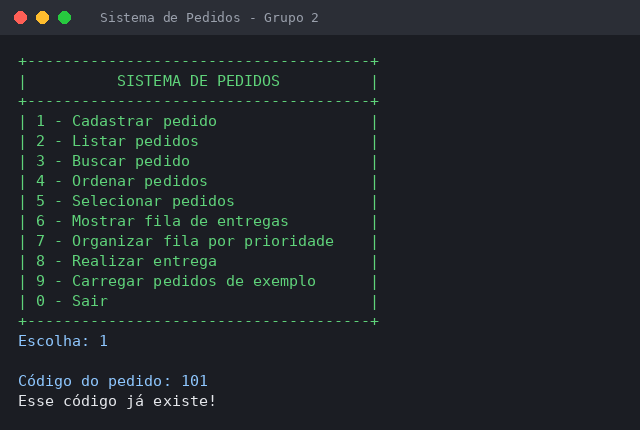 Sistema de Pedidos - Grupo 2
+--------------------------------------+
|          SISTEMA DE PEDIDOS          |
+--------------------------------------+
| 1 - Cadastrar pedido                 |
| 2 - Listar pedidos                   |
| 3 - Buscar pedido                    |
| 4 - Ordenar pedidos                  |
| 5 - Selecionar pedidos               |
| 6 - Mostrar fila de entregas         |
| 7 - Organizar fila por prioridade    |
| 8 - Realizar entrega                 |
| 9 - Carregar pedidos de exemplo      |
| 0 - Sair                             |
+--------------------------------------+
Escolha: 1
Código do pedido: 101
Esse código já existe!